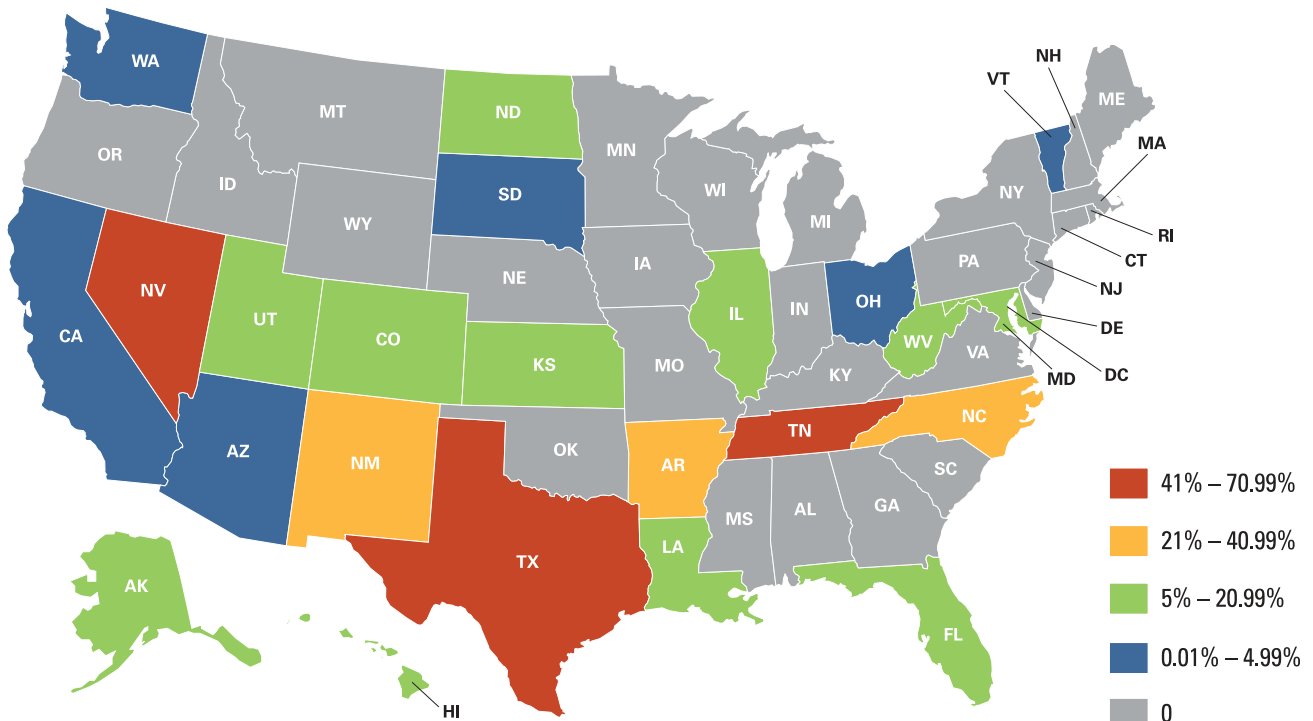 WA
MT
ND
MN
OR
ID
SD
WI
MI
WY
NE
IA
NY
VT
NH
ME
MA
RI
CT
NJ
PA
DE
DC
MD
NV
UT
CO
CA
KS
MO
IL
IN
OH
WV
VA
KY
AZ
NM
OK
AR
TN
NC
SC
TX
LA
MS
AL
GA
FL
AK
HI
41% – 70.99%
21% – 40.99%
5% – 20.99%
0.01% – 4.99%
0